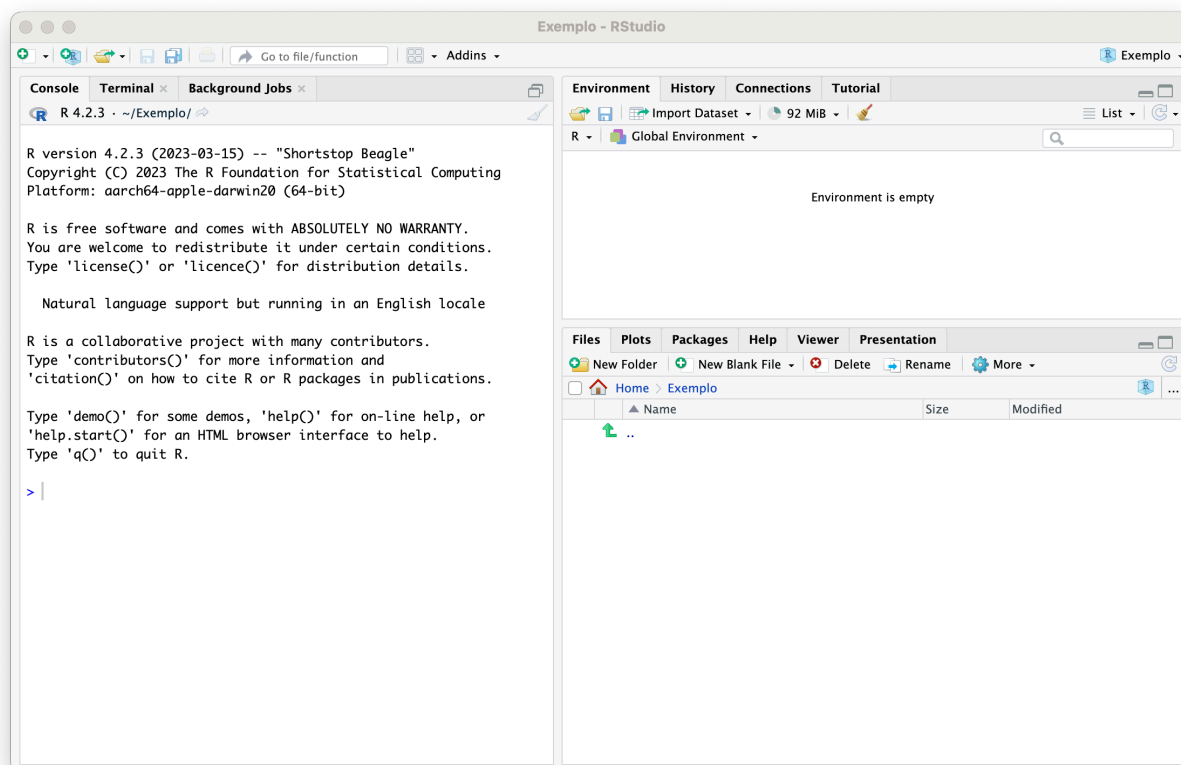 Exemplo - RStudio
Go to file/function
Addins
Exemplo
Console Terminal Background Jobs
R 4.2.3 · ~/Exemplo/
R version 4.2.3 (2023-03-15) -- "Shortstop Beagle"
Copyright (C) 2023 The R Foundation for Statistical Computing
Platform: aarch64-apple-darwin20 (64-bit)
R is free software and comes with ABSOLUTELY NO WARRANTY.
You are welcome to redistribute it under certain conditions.
Type 'license()' or 'licence()' for distribution details.
Natural language support but running in an English locale
R is a collaborative project with many contributors.
Type 'contributors()' for more information and
'citation()' on how to cite R or R packages in publications.
Type 'demo()' for some demos, 'help()' for on-line help, or
'help.start()' for an HTML browser interface to help.
Type 'q()' to quit R.
>
Environment History Connections Tutorial
Import Dataset 92 MiB List
R Global Environment
Environment is empty
Files Plots Packages Help Viewer Presentation
New Folder New Blank File Delete Rename More
Home > Exemplo R ...
Name Size Modified
..